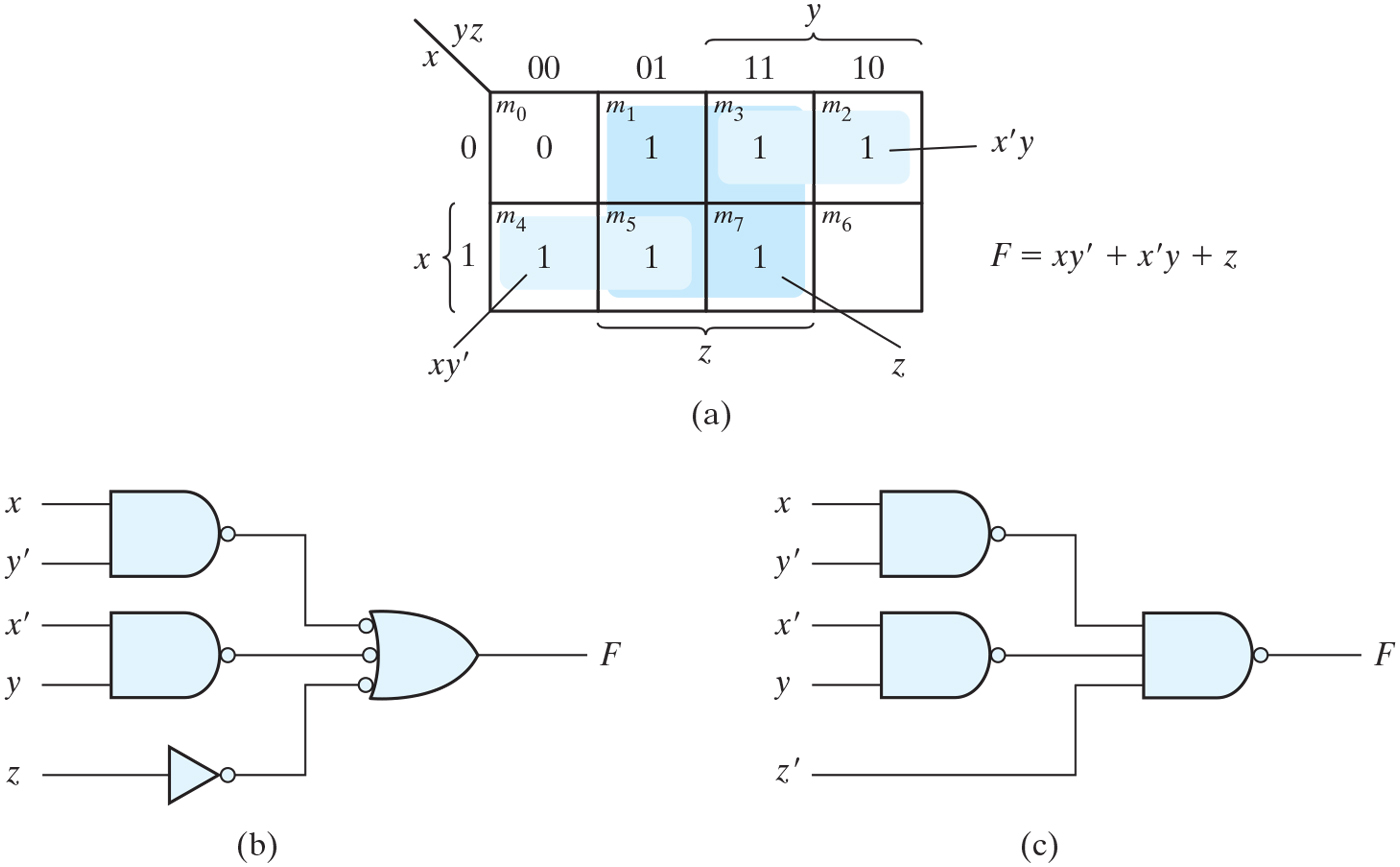 y
yz
x
00 01 11 10
m0 m1 m3 m2
0 0 1 1 1 x′y
m4 m5 m7 m6
x 1 1 1 1 F = xy′ + x′y + z
xy′ z z
(a)
x
y′
x′
y
z
F
(b)
x
y′
x′
y
z′
F
(c)